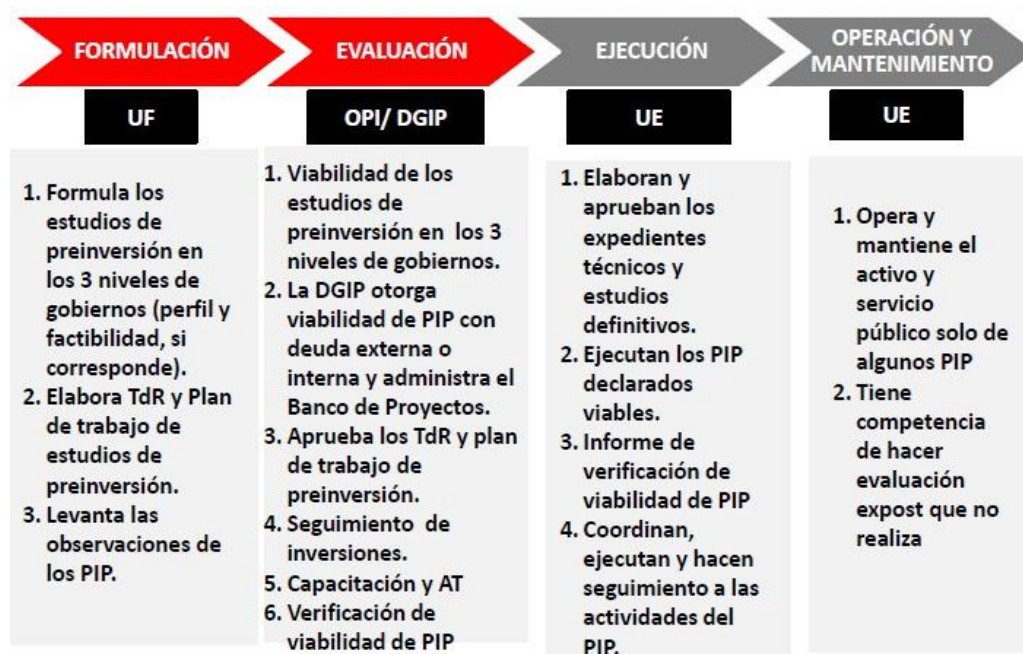 FORMULACIÓN
EVALUACIÓN
EJECUCIÓN
OPERACIÓN Y
MANTENIMIENTO
UF
OPI/ DGIP
UE
UE
1. Formula los
estudios de
preinversión en
los 3 niveles de
gobiernos (perfil y
factibilidad, si
corresponde).
2. Elabora TdR y Plan
de trabajo de
estudios de
preinversión.
3. Levanta las
observaciones de
los PIP.
1. Viabilidad de los
estudios de
preinversión en los 3
niveles de gobiernos.
2. La DGIP otorga
viabilidad de PIP con
deuda externa o
interna y administra el
Banco de Proyectos.
3. Aprueba los TdR y plan
de trabajo de
preinversión.
4. Seguimiento de
inversiones.
5. Capacitación y AT
6. Verificación de
viabilidad de PIP
1. Elaboran y
aprueban los
expedientes
técnicos y
estudios
definitivos.
2. Ejecutan los PIP
declarados
viables.
3. Informe de
verificación de
viabilidad de PIP
4. Coordinan,
ejecutan y hacen
seguimiento a las
actividades del
PIP.
1. Opera y
mantiene el
activo y
servicio
público solo de
algunos PIP
2. Tiene
competencia
de hacer
evaluación
expost que no
realiza